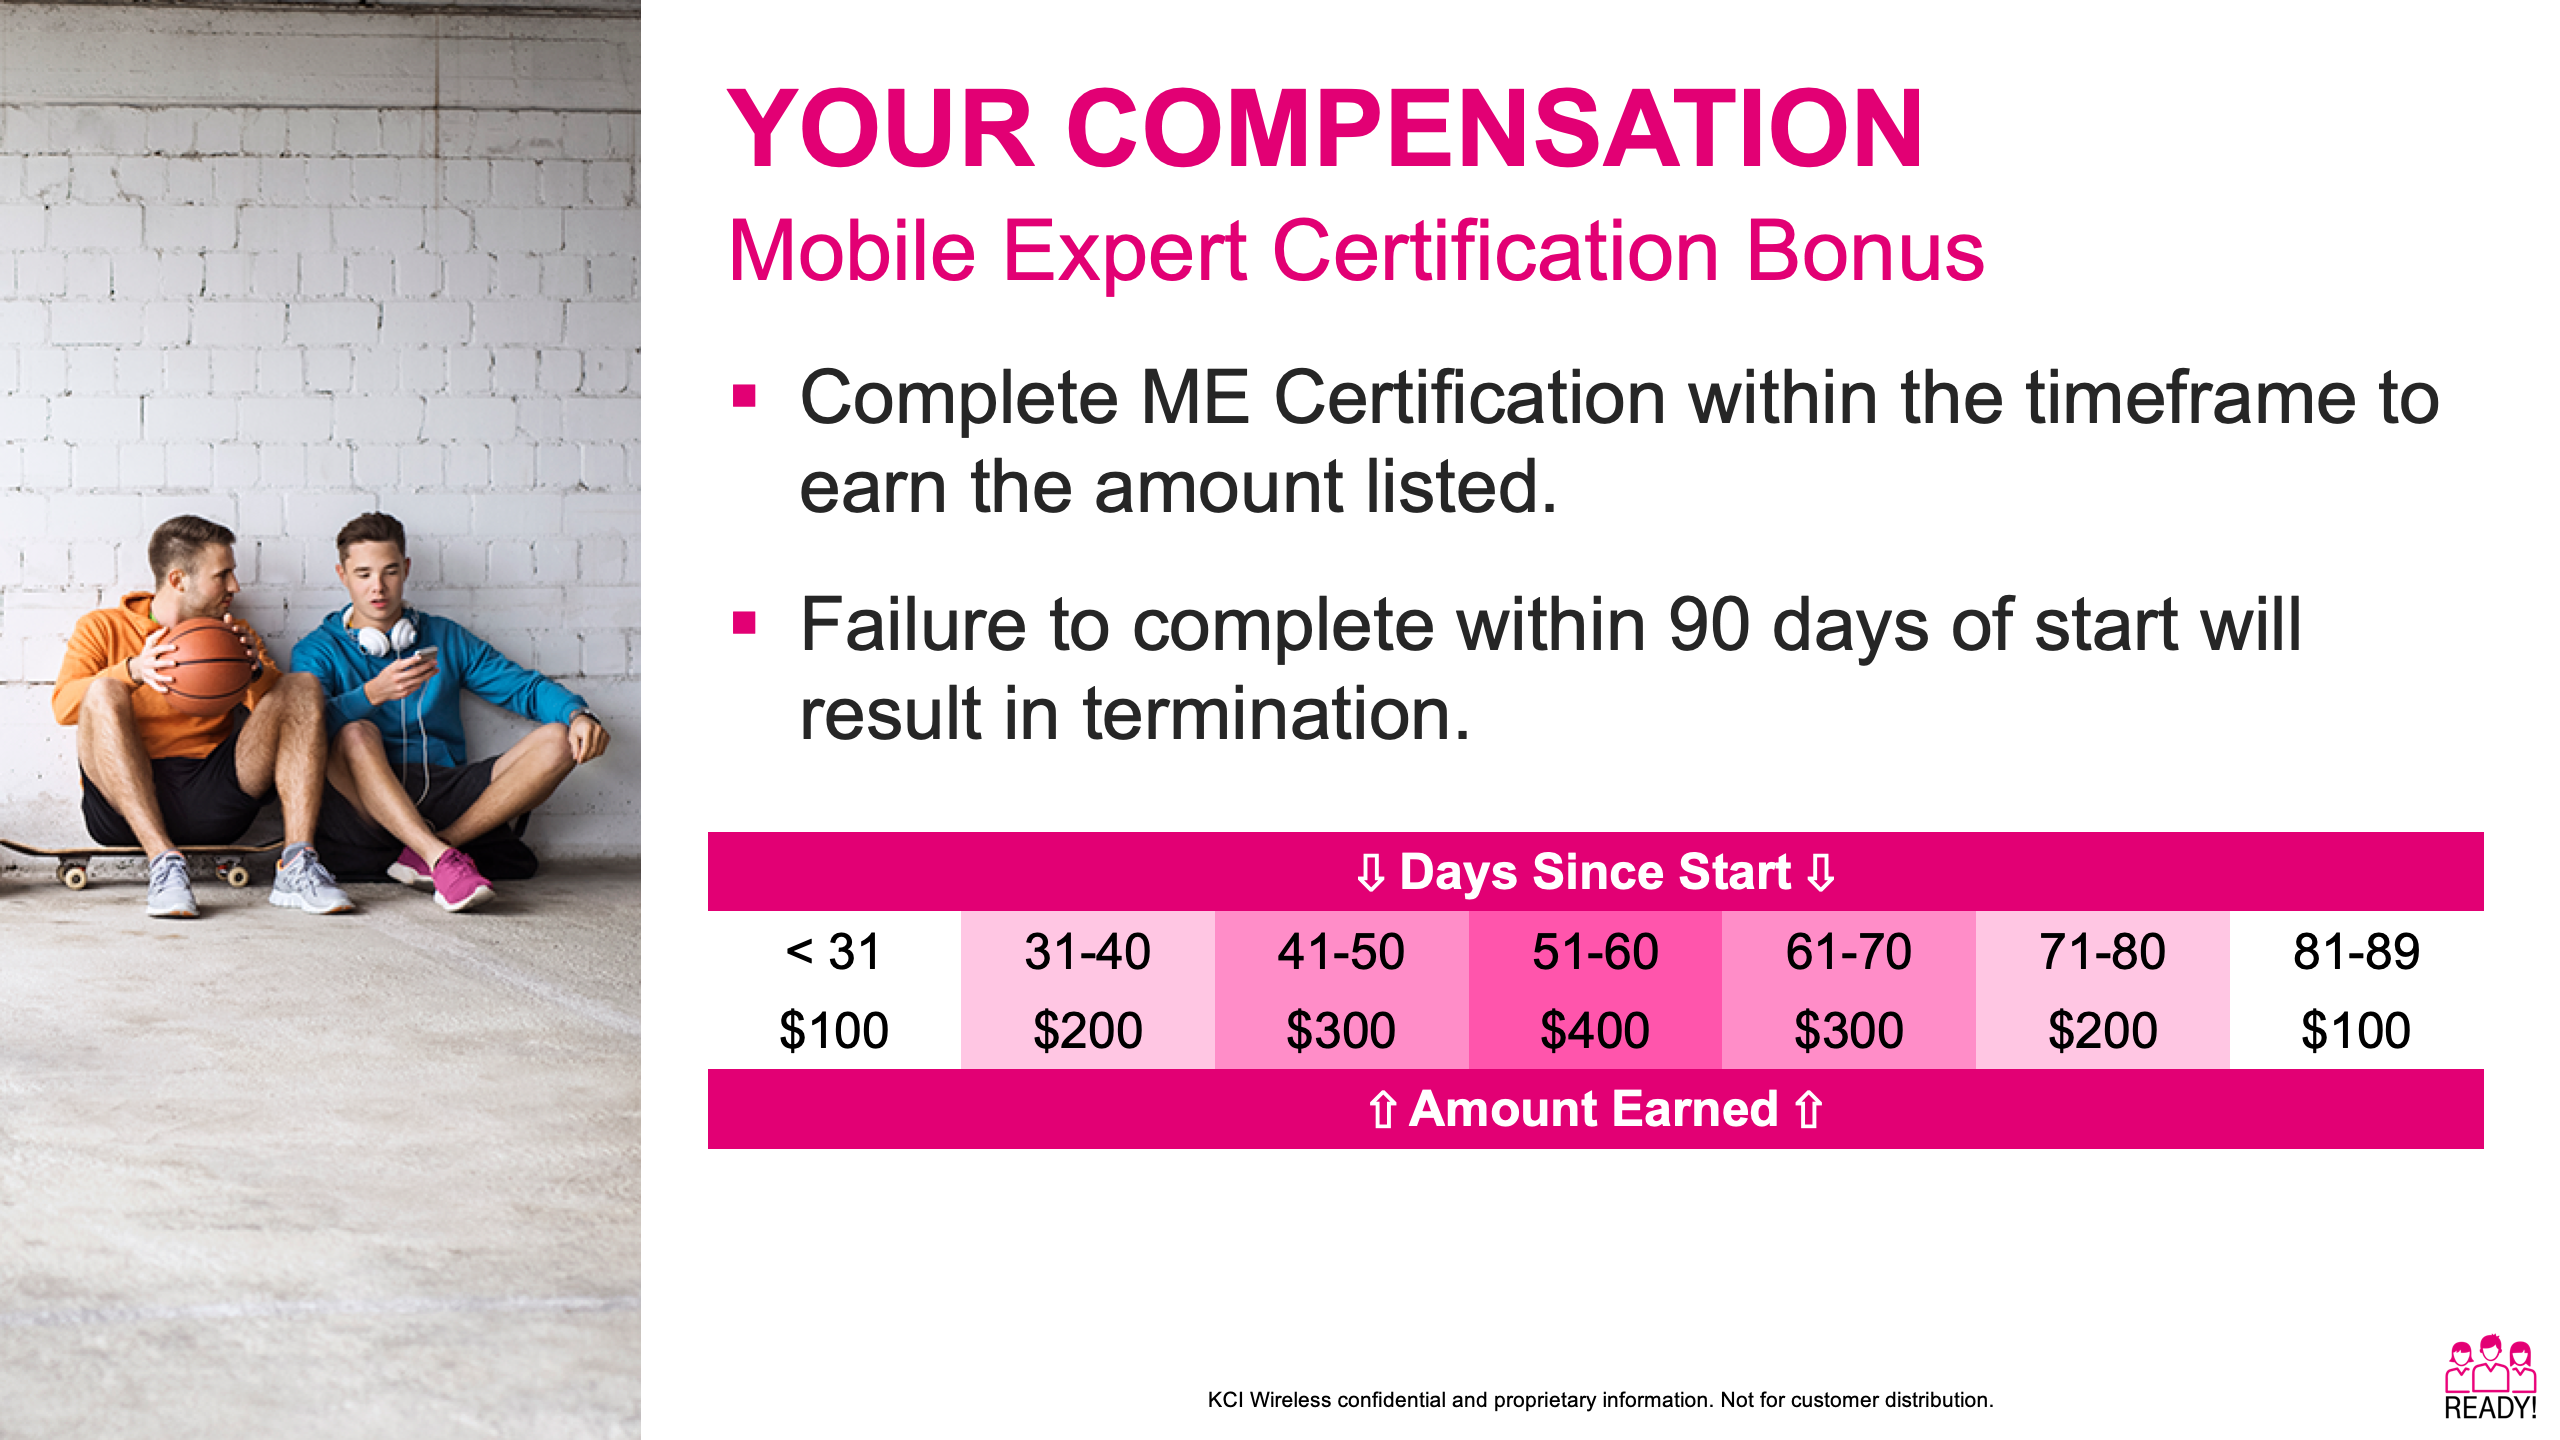 YOUR COMPENSATION
Mobile Expert Certification Bonus
▪ Complete ME Certification within the timeframe to
earn the amount listed.
▪ Failure to complete within 90 days of start will
result in termination.
⇩ Days Since Start ⇩
< 31 31-40 41-50 51-60 61-70 71-80 81-89
$100 $200 $300 $400 $300 $200 $100
⇧ Amount Earned ⇧
KCI Wireless confidential and proprietary information. Not for customer distribution.
READY!